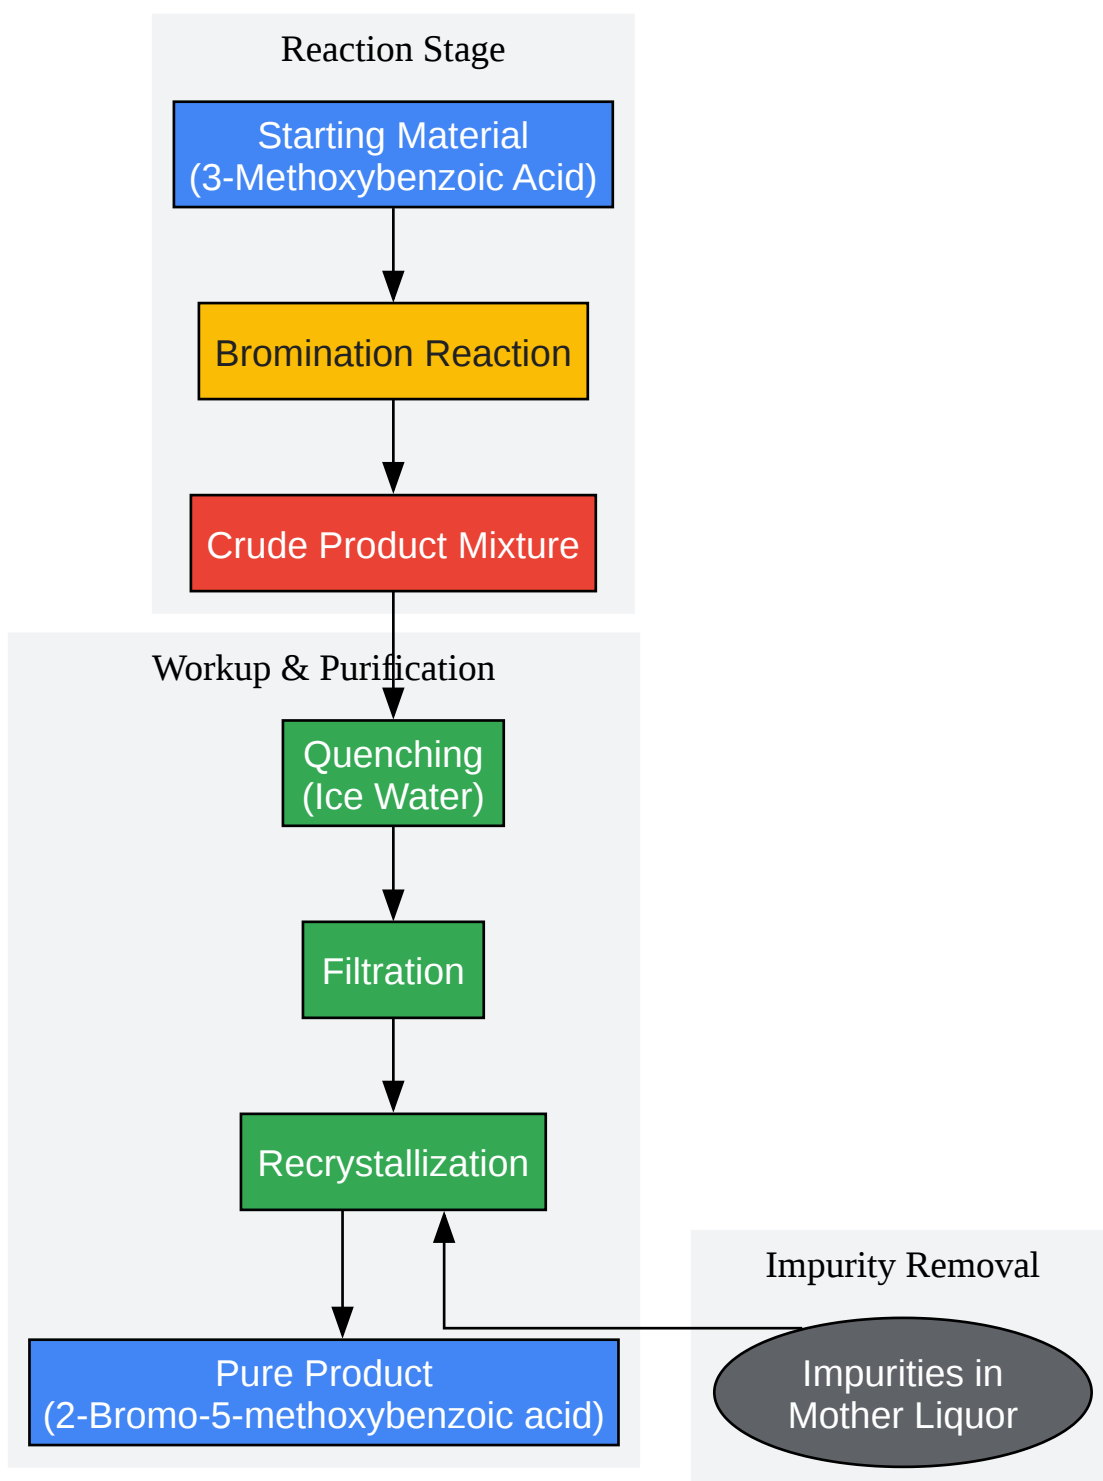 Reaction Stage
Starting Material
(3-Methoxybenzoic Acid)
Bromination Reaction
Crude Product Mixture
Workup & Purification
Quenching
(Ice Water)
Filtration
Recrystallization
Pure Product
(2-Bromo-5-methoxybenzoic acid)
Impurity Removal
Impurities in
Mother Liquor